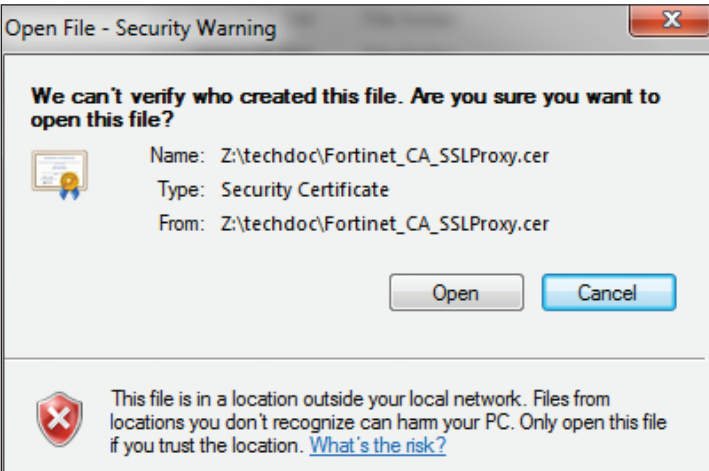 Open File - Security Warning
We can't verify who created this file. Are you sure you want to
open this file?
Name: Z:\techdoc\Fortinet_CA_SSLProxy.cer
Type: Security Certificate
From: Z:\techdoc\Fortinet_CA_SSLProxy.cer
Open Cancel
This file is in a location outside your local network. Files from
locations you don't recognize can harm your PC. Only open this file
if you trust the location. What's the risk?